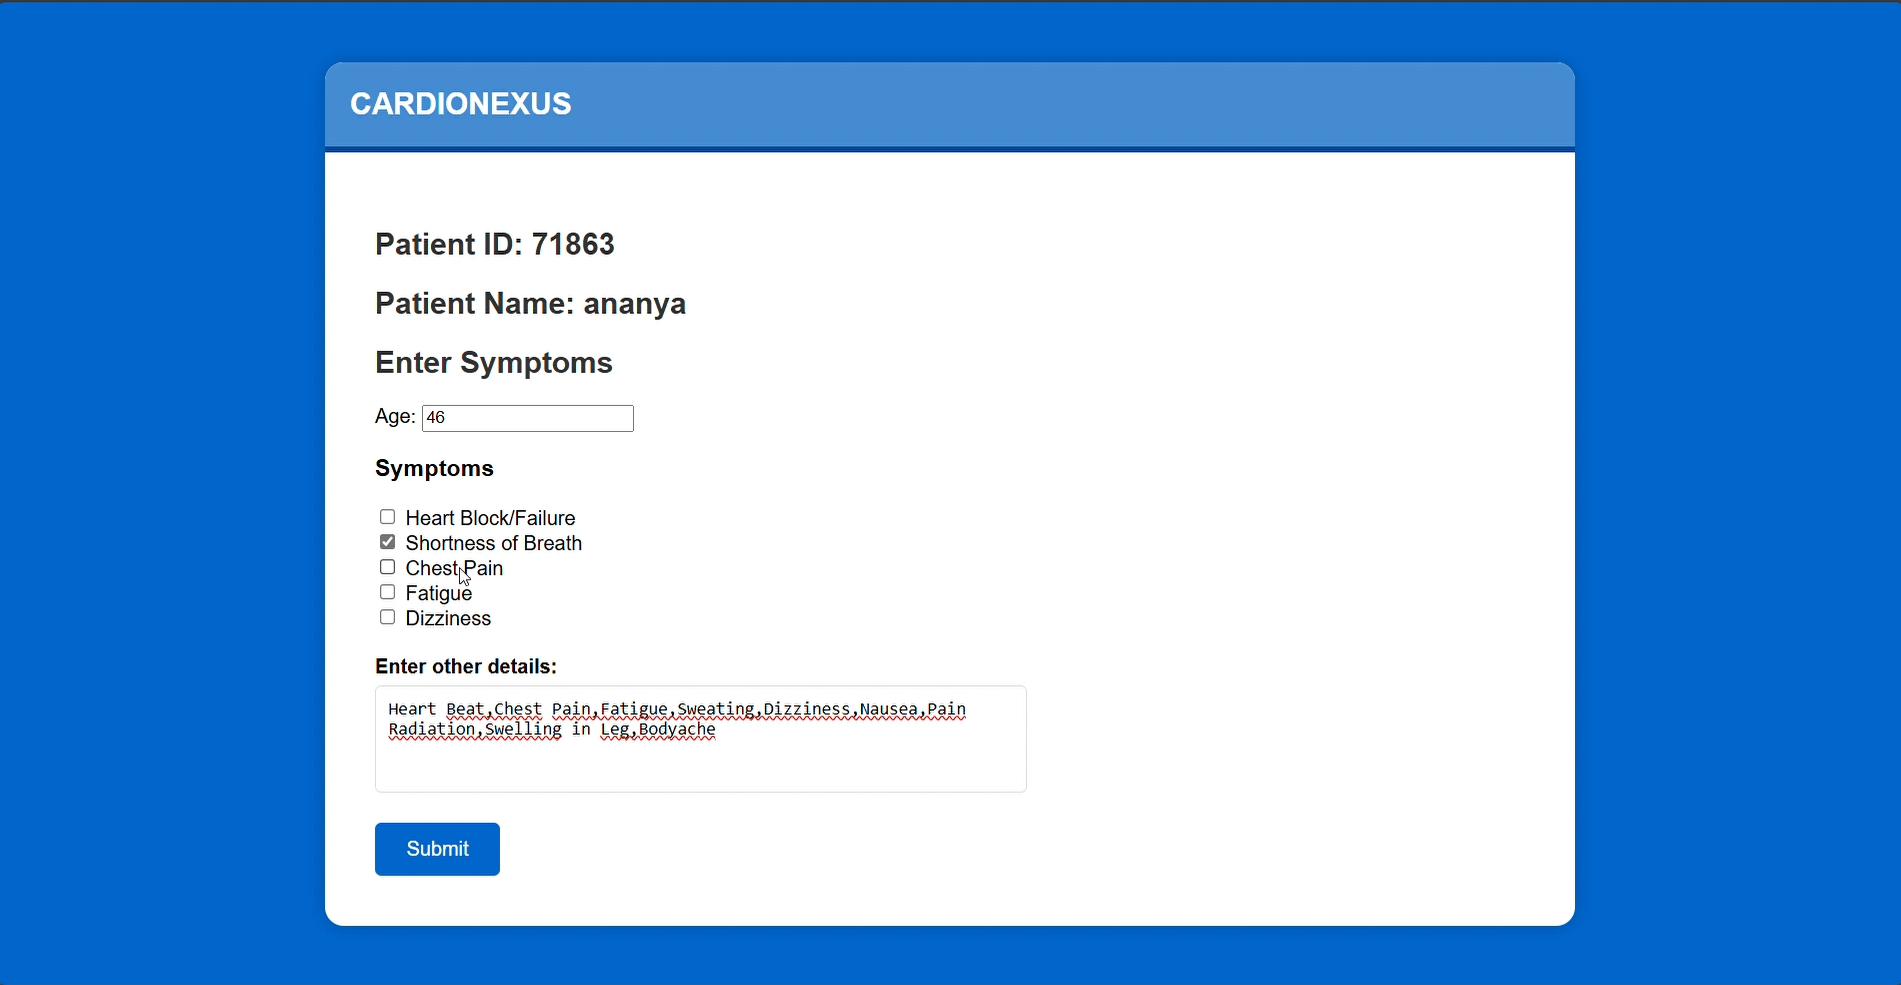 CARDIONEXUS
Patient ID: 71863
Patient Name: ananya
Enter Symptoms
Age: 46
Symptoms
Heart Block/Failure
Shortness of Breath
Chest Pain
Fatigue
Dizziness
Enter other details:
Heart Beat,Chest Pain,Fatigue,Sweating,Dizziness,Nausea,Pain
Radiation,Swelling in Leg,Bodyache
Submit